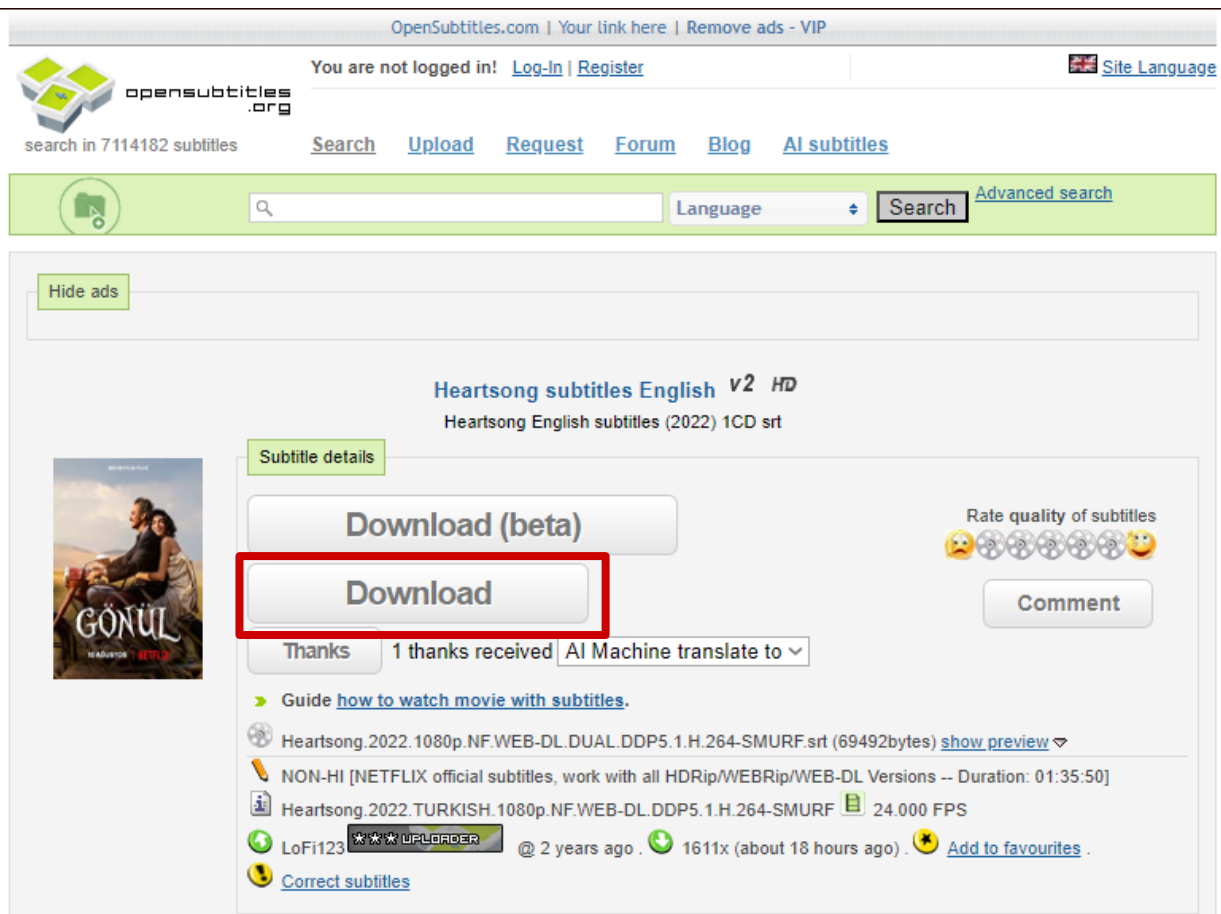 OpenSubtitles.com | Your link here | Remove ads - VIP
You are not logged in! Log-In | Register
Site Language
opensubtitles
.org
search in 7114182 subtitles
Search Upload Request Forum Blog AI subtitles
Language
Search
Advanced search
Hide ads
Heartsong subtitles English V2 HD
Heartsong English subtitles (2022) 1CD srt
Subtitle details
GÖNÜL
NETFLIX
Download (beta)
Rate quality of subtitles
Download
Comment
Thanks 1 thanks received AI Machine translate to
Guide how to watch movie with subtitles.
Heartsong.2022.1080p.NF.WEB-DL.DUAL.DDP5.1.H.264-SMURF.srt (69492bytes) show preview
NON-HI [NETFLIX official subtitles, work with all HDRip/WEBRip/WEB-DL Versions -- Duration: 01:35:50]
Heartsong.2022.TURKISH.1080p.NF.WEB-DL.DDP5.1.H.264-SMURF 24.000 FPS
LoFi123 *** UPLOADER @ 2 years ago . 1611x (about 18 hours ago) . Add to favourites .
Correct subtitles